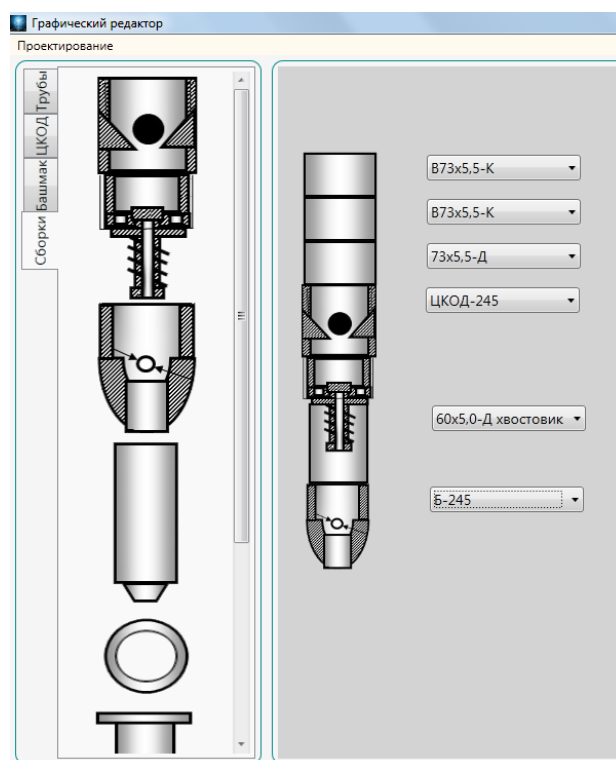 Графический редактор
Проектирование
Трубы
ЦКОД
Башмак
Сборки
В73х5,5-К
В73х5,5-К
73х5,5-Д
ЦКОД-245
60х5,0-Д хвостовик
Б-245